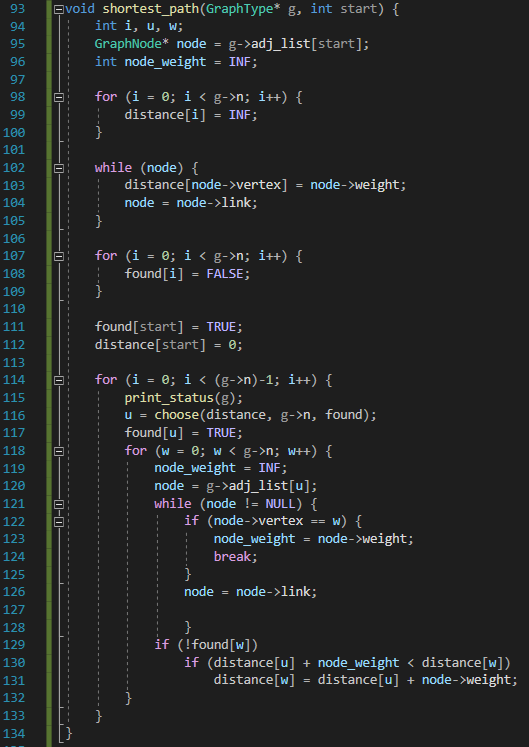 93 void shortest_path(GraphType* g, int start) {
94 int i, u, w;
95 GraphNode* node = g->adj_list[start];
96 int node_weight = INF;
97
98 for (i = 0; i < g->n; i++) {
99 distance[i] = INF;
100 }
101
102 while (node) {
103 distance[node->vertex] = node->weight;
104 node = node->link;
105 }
106
107 for (i = 0; i < g->n; i++) {
108 found[i] = FALSE;
109 }
110
111 found[start] = TRUE;
112 distance[start] = 0;
113
114 for (i = 0; i < (g->n)-1; i++) {
115 print_status(g);
116 u = choose(distance, g->n, found);
117 found[u] = TRUE;
118 for (w = 0; w < g->n; w++) {
119 node_weight = INF;
120 node = g->adj_list[u];
121 while (node != NULL) {
122 if (node->vertex == w) {
123 node_weight = node->weight;
124 break;
125 }
126 node = node->link;
127
128 }
129 if (!found[w])
130 if (distance[u] + node_weight < distance[w])
131 distance[w] = distance[u] + node->weight;
132 }
133 }
134 }